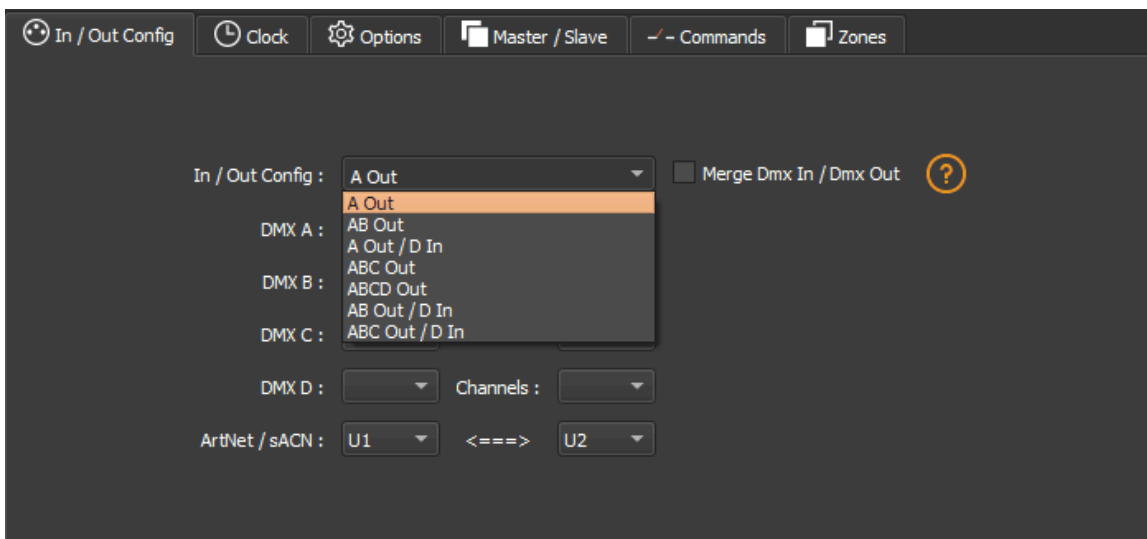 In / Out Config Clock Options Master / Slave Commands Zones
In / Out Config : A Out Merge Dmx In / Dmx Out ?
A Out
DMX A : AB Out
A Out / D In
ABC Out
DMX B : ABCD Out
AB Out / D In
DMX C : ABC Out / D In
DMX D : Channels :
ArtNet / sACN : U1 <===> U2